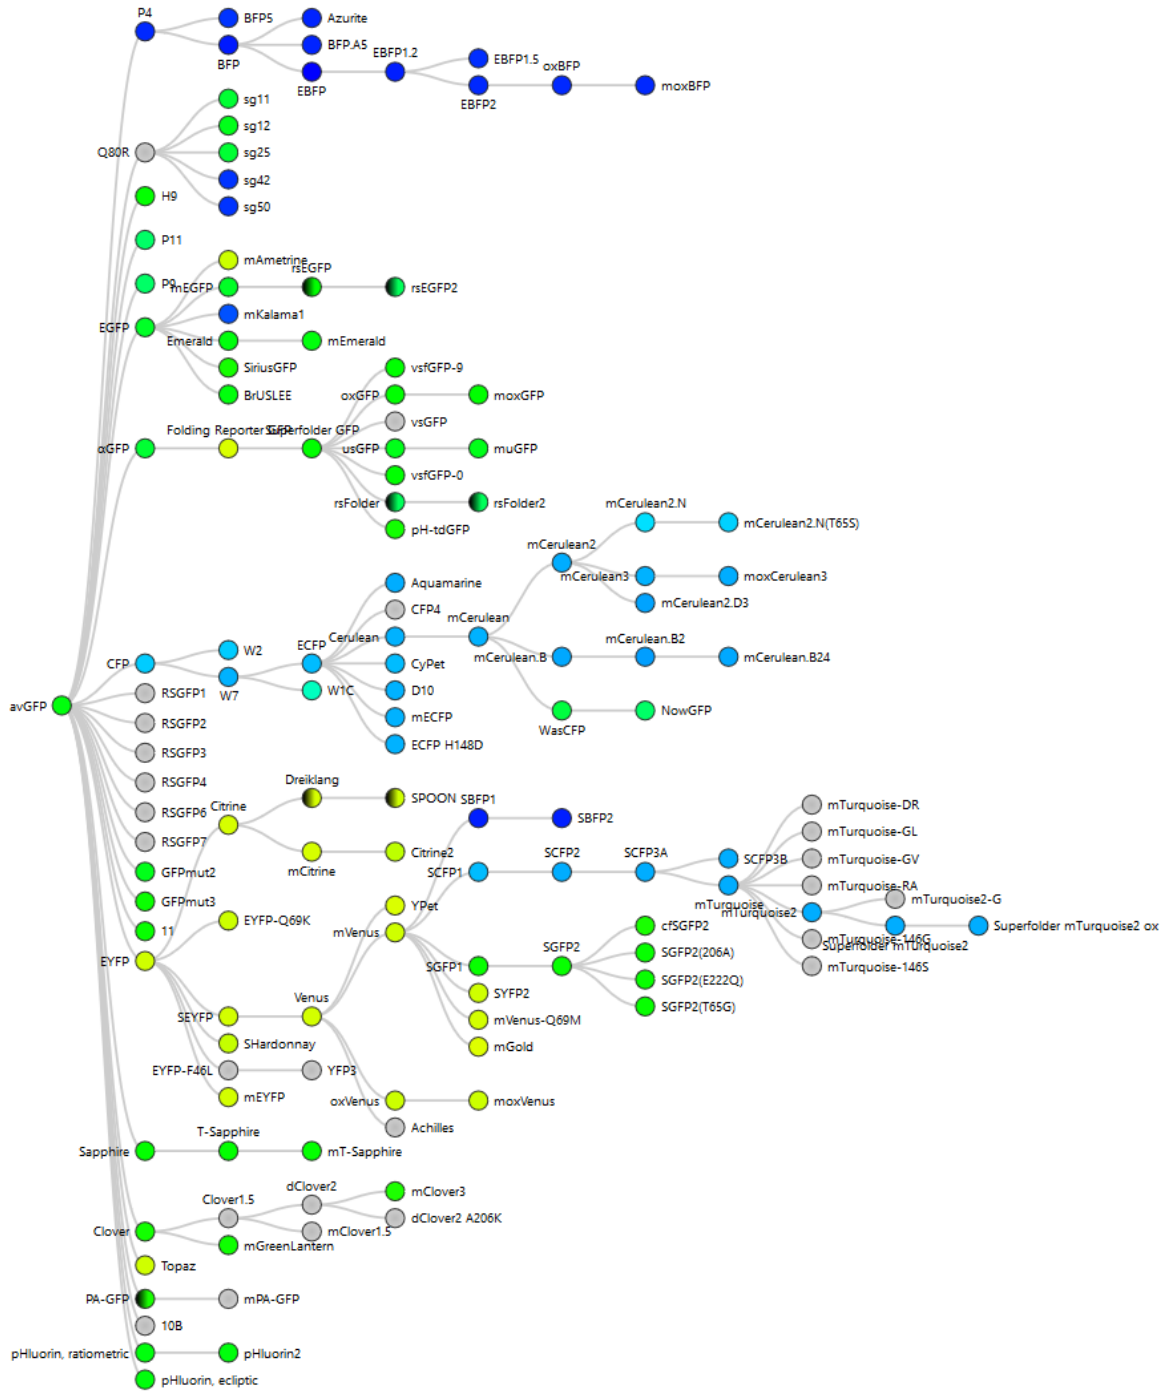 P4
BFP5
Azurite
BFP
BFP.A5
EBFP1.2
EBFP
EBFP1.5
oxBFP
EBFP2
moxBFP
sg11
sg12
Q80R
sg25
sg42
sg50
H9
P11
mAmetrine
rsEGFP
P9
mEGFP
rsEGFP2
mKalama1
EGFP
Emerald
mEmerald
SiriusGFP
BrUSLEE
vsfGFP-9
oxGFP
moxGFP
vsGFP
αGFP
Folding Reporter GFP
Superfolder GFP
usGFP
muGFP
vsfGFP-0
rsFolder
rsFolder2
pH-tdGFP
mCerulean2.N
mCerulean2.N(T65S)
mCerulean2
mCerulean3
moxCerulean3
mCerulean2.D3
Aquamarine
CFP4
mCerulean
Cerulean
mCerulean.B
mCerulean.B2
mCerulean.B24
CFP
W2
W7
ECFP
W1C
CyPet
D10
mECFP
ECFP H148D
WasCFP
NowGFP
avGFP
RSGFP1
RSGFP2
RSGFP3
RSGFP4
RSGFP6
RSGFP7
GFPmut2
GFPmut3
11
Citrine
Dreiklang
SPOON
mCitrine
Citrine2
SBFP1
SBFP2
SCFP1
SCFP2
SCFP3A
SCFP3B
mTurquoise
mTurquoise-DR
mTurquoise-GL
mTurquoise-GV
mTurquoise-RA
mTurquoise2
mTurquoise2-G
mTurquoise-146G
Superfolder mTurquoise2
Superfolder mTurquoise2 ox
mTurquoise-146S
EYFP
EYFP-Q69K
YPet
mVenus
SGFP1
SGFP2
cfSGFP2
SGFP2(206A)
SGFP2(E222Q)
SGFP2(T65G)
SYFP2
mVenus-Q69M
mGold
SEYFP
Venus
SHardonnay
EYFP-F46L
YFP3
mEYFP
oxVenus
moxVenus
Achilles
Sapphire
T-Sapphire
mT-Sapphire
Clover
Clover1.5
dClover2
mClover3
dClover2 A206K
mClover1.5
mGreenLantern
Topaz
PA-GFP
mPA-GFP
10B
pHluorin, ratiometric
pHluorin2
pHluorin, ecliptic